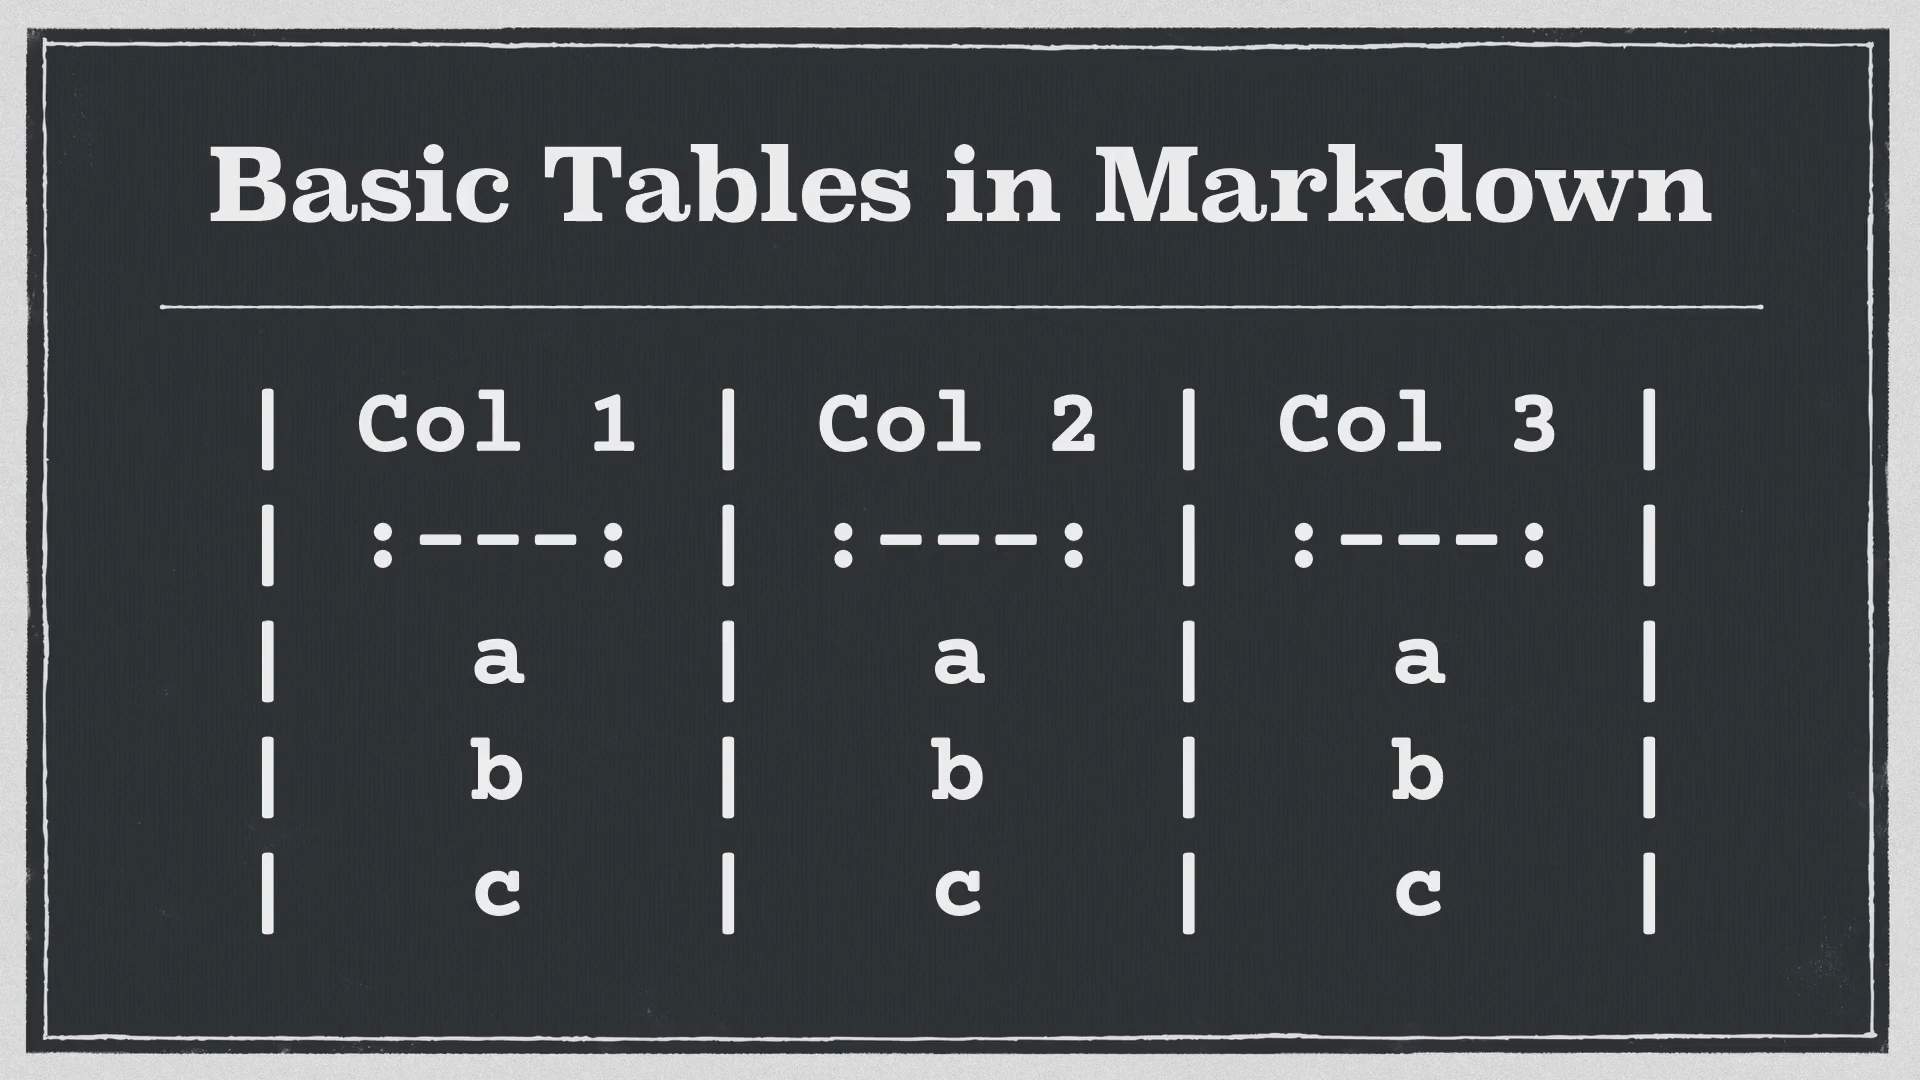 Basic Tables in Markdown
| Col 1 | Col 2 | Col 3 |
| :---: | :---: | :---: |
| a | a | a |
| b | b | b |
| c | c | c |